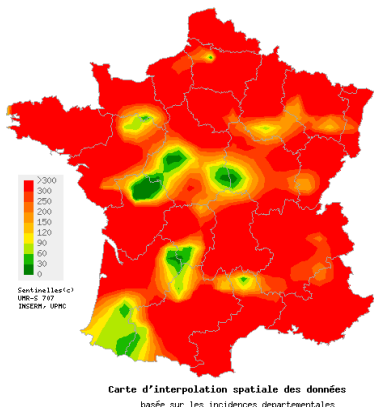 >300
300
250
200
150
120
90
60
30
0
Sentinelles(c)
UMR-S 707
INSERM, UPMC
Carte d'interpolation spatiale des données
basée sur les incidences departementales